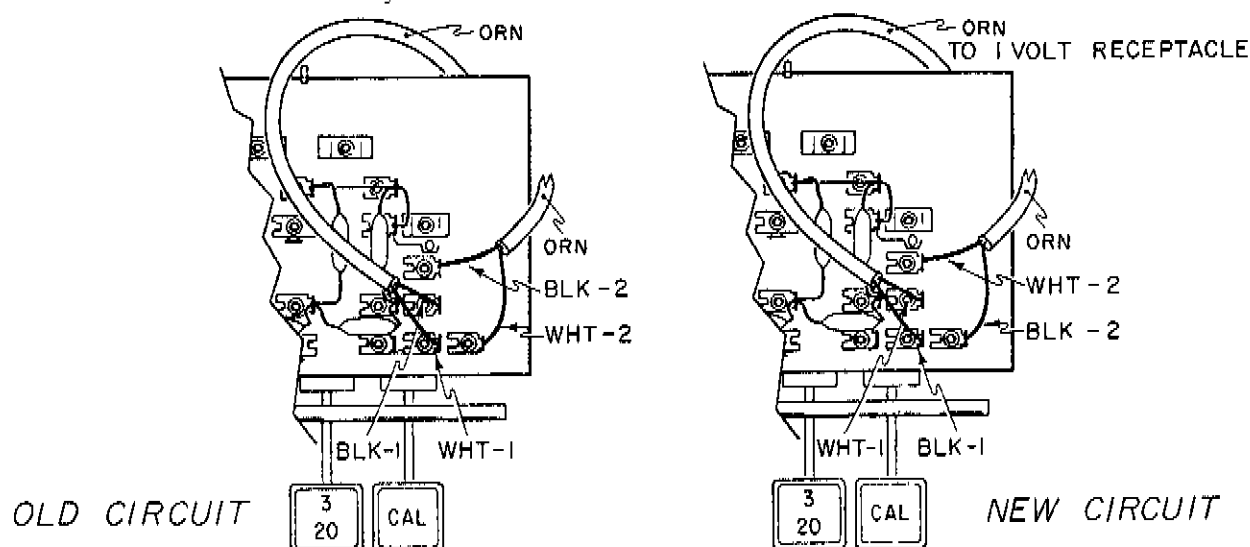 ORN
ORN
BLK-2
WHT-2
BLK-1
WHT-1
3
20
CAL
OLD CIRCUIT
ORN
TO 1 VOLT RECEPTACLE
ORN
WHT-2
BLK-2
WHT-1
BLK-1
3
20
CAL
NEW CIRCUIT